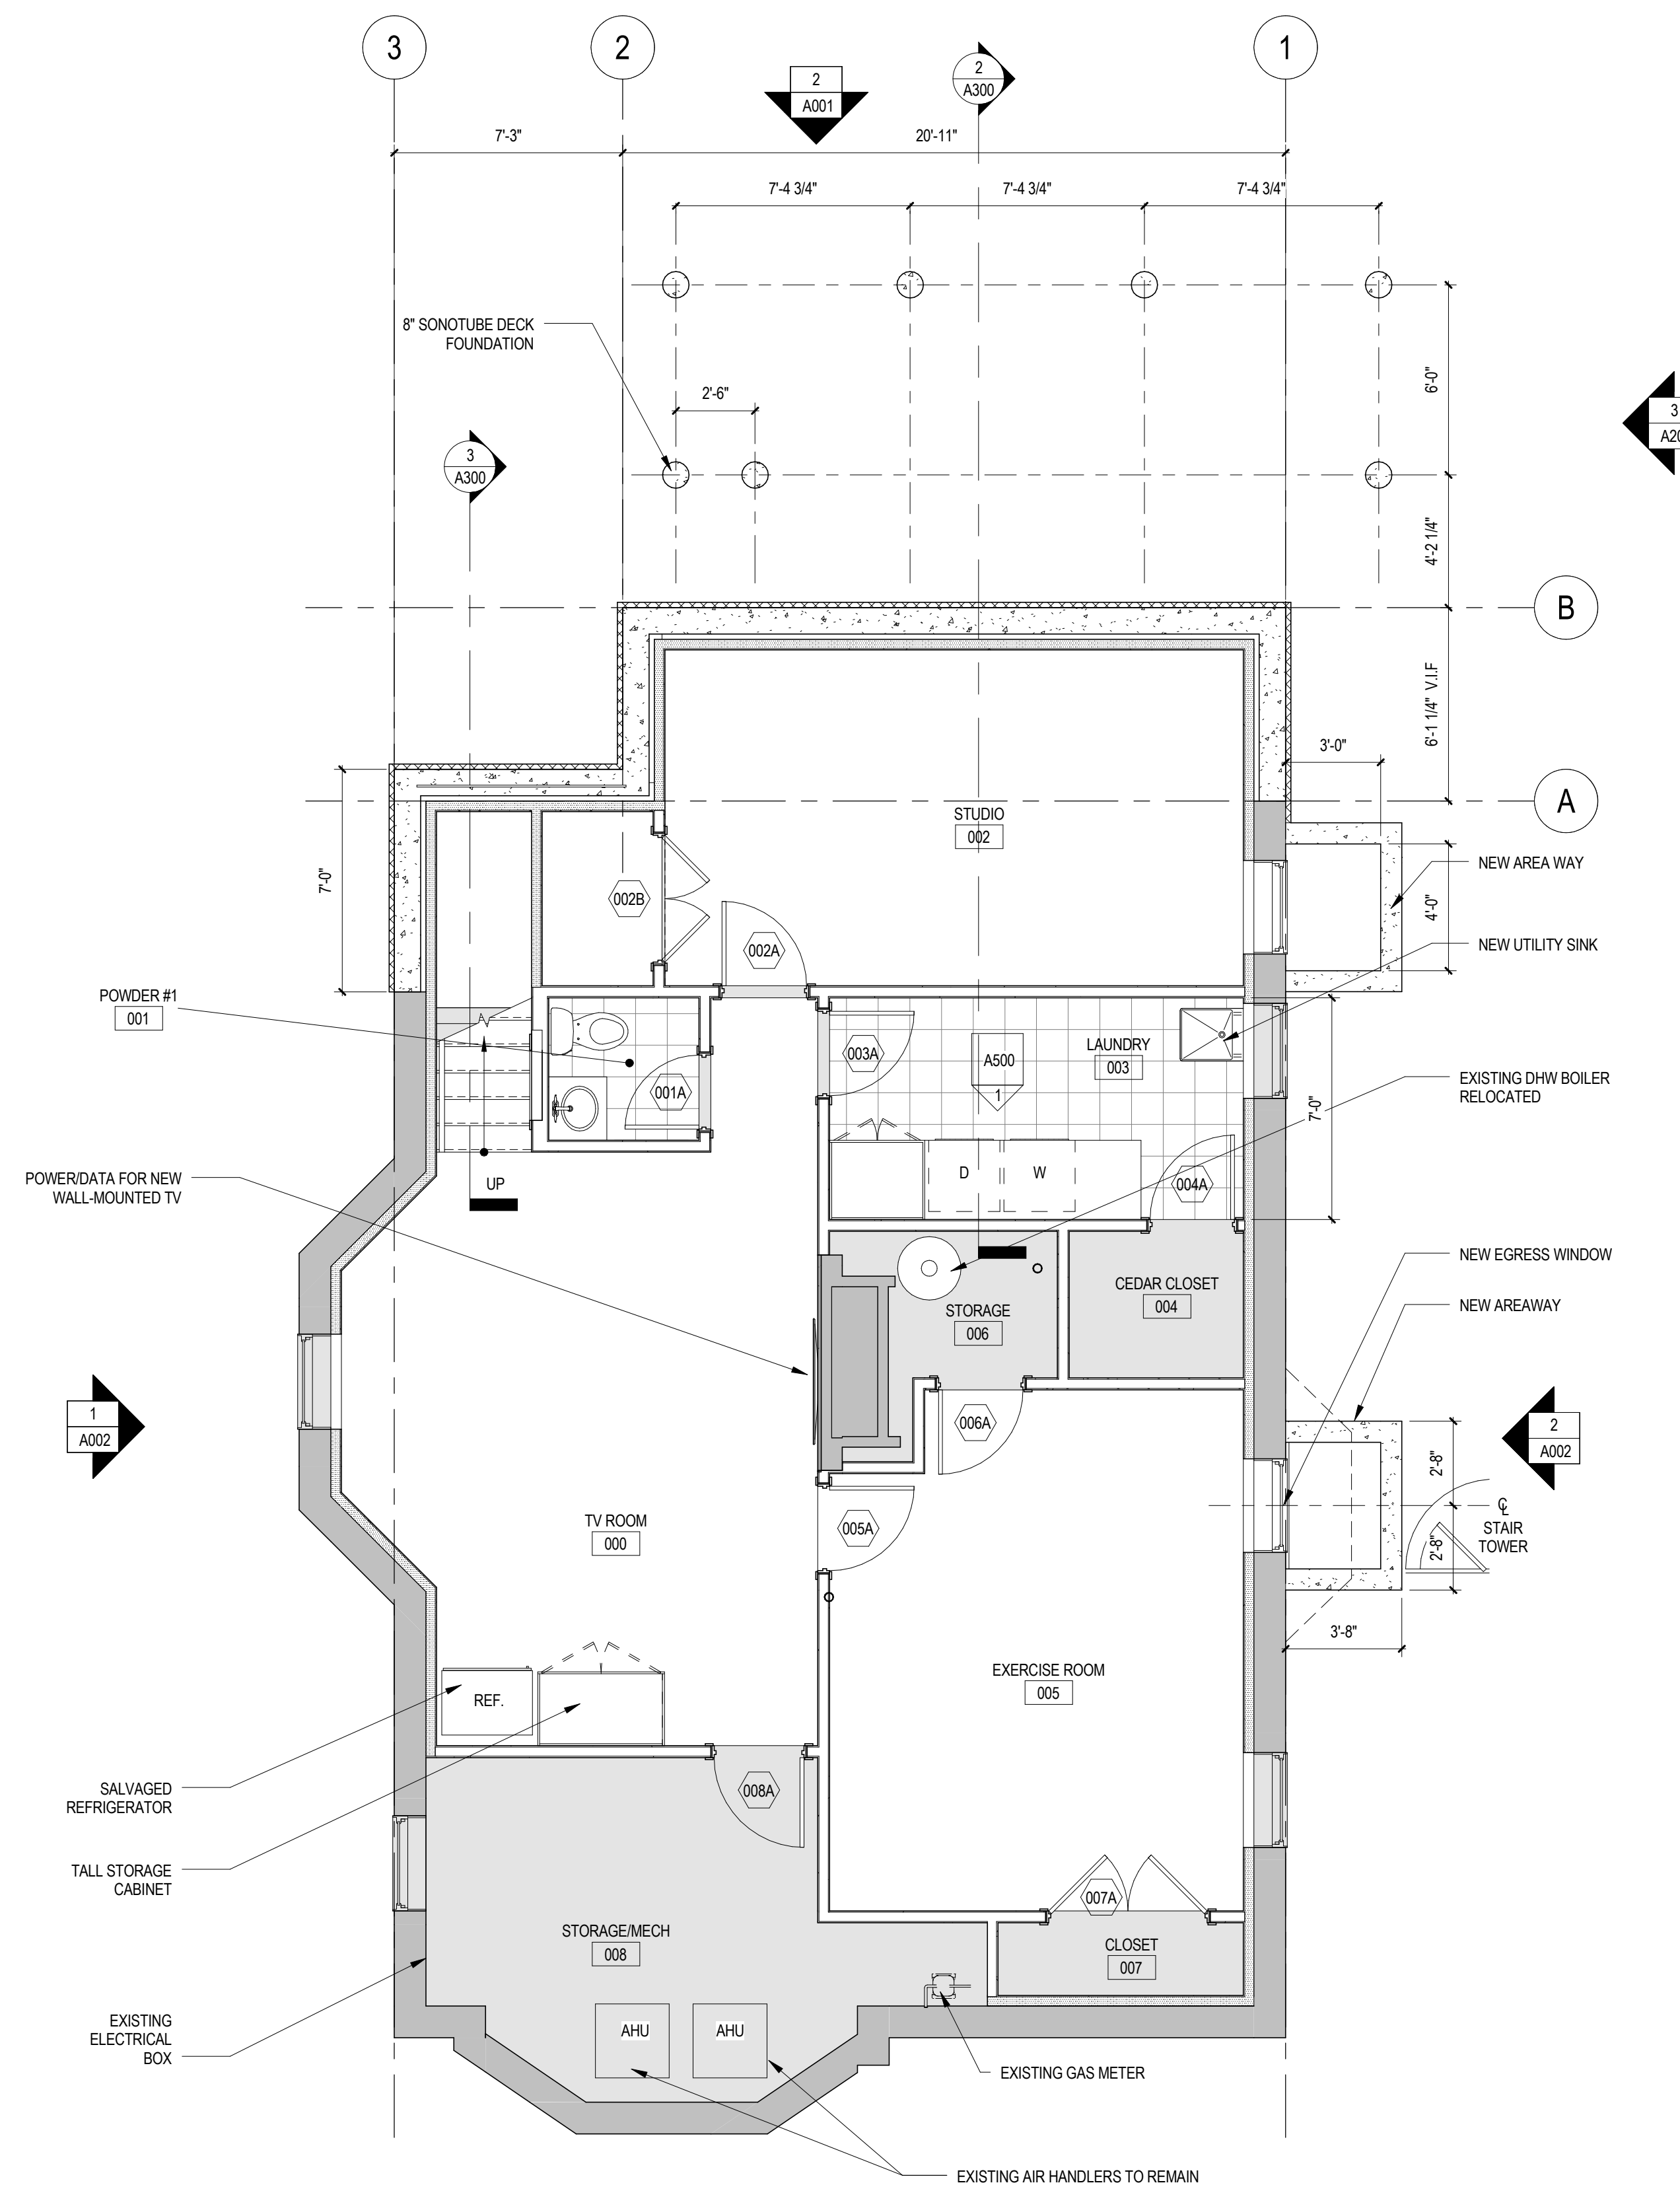 3
2
1
2
A001
2
A300
7'-3"
20'-11"
7'-4 3/4"
7'-4 3/4"
7'-4 3/4"
8" SONOTUBE DECK
FOUNDATION
6'-0"
2'-6"
3
3
A300
4'-2 1/4"
B
6'-1 1/4" V.I.F
3'-0"
A
STUDIO
002
NEW AREA WAY
7'-0"
002B
4'-0"
002A
NEW UTILITY SINK
POWDER #1
001
003A
A500
1
LAUNDRY
003
001A
EXISTING DHW BOILER
RELOCATED
7'-0"
POWER/DATA FOR NEW
WALL-MOUNTED TV
UP
D
W
004A
NEW EGRESS WINDOW
CEDAR CLOSET
004
NEW AREAWAY
STORAGE
006
1
A002
006A
2
A002
2'-8"
TV ROOM
000
005A
℄
STAIR
TOWER
2'-8"
3'-8"
EXERCISE ROOM
005
REF.
SALVAGED
REFRIGERATOR
008A
TALL STORAGE
CABINET
007A
STORAGE/MECH
008
CLOSET
007
EXISTING
ELECTRICAL
BOX
AHU
AHU
EXISTING GAS METER
EXISTING AIR HANDLERS TO REMAIN